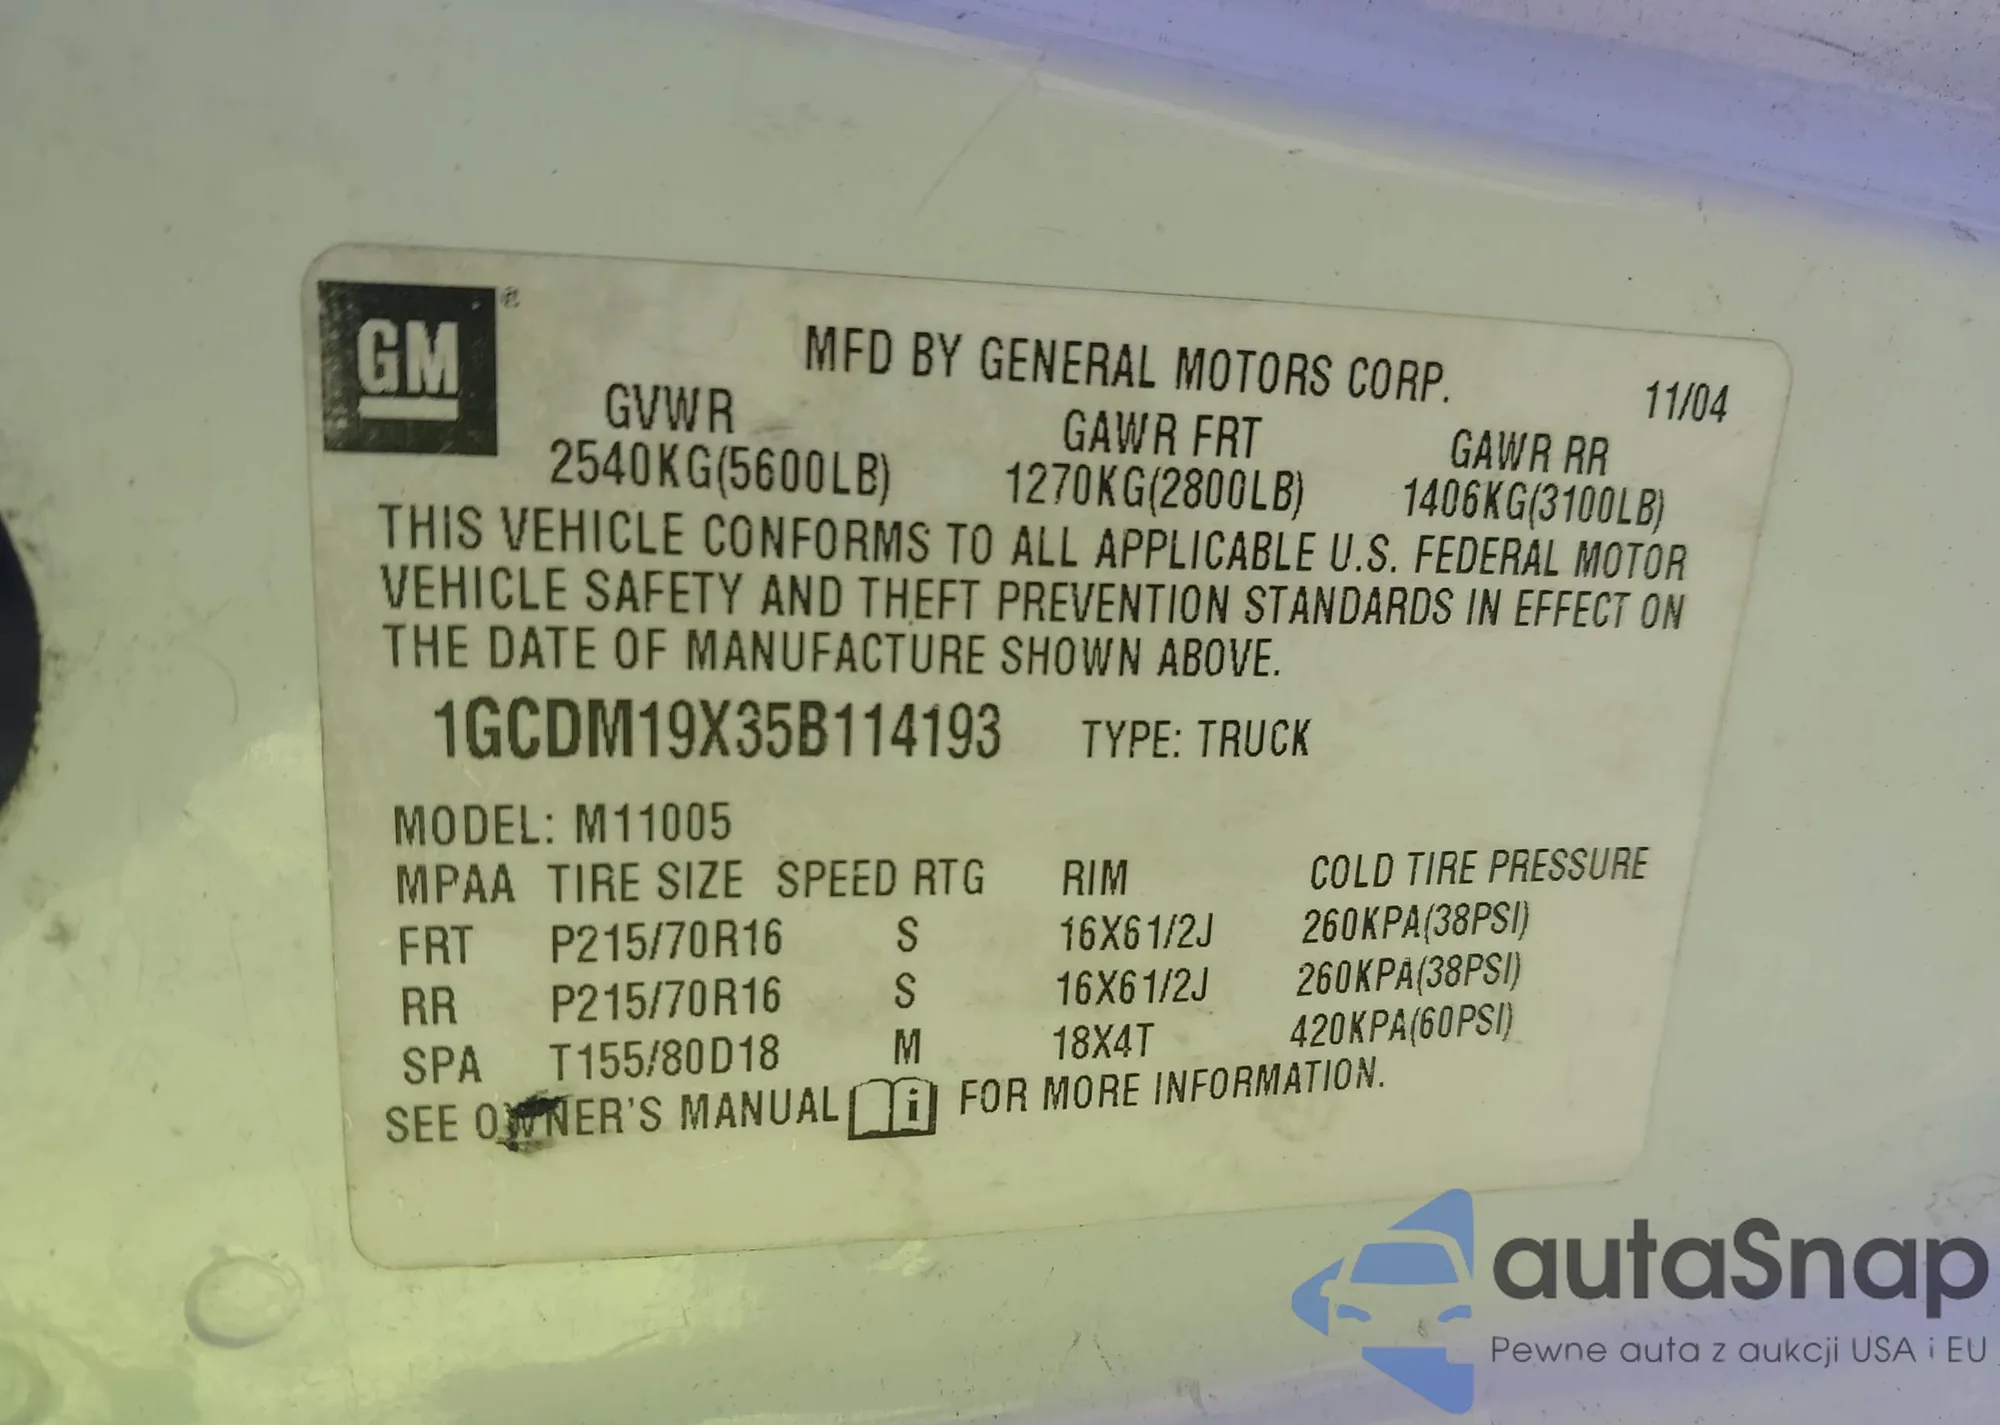 GM ®
MFD BY GENERAL MOTORS CORP.
11/04
GVWR GAWR FRT GAWR RR
2540KG(5600LB) 1270KG(2800LB) 1406KG(3100LB)
THIS VEHICLE CONFORMS TO ALL APPLICABLE U.S. FEDERAL MOTOR
VEHICLE SAFETY AND THEFT PREVENTION STANDARDS IN EFFECT ON
THE DATE OF MANUFACTURE SHOWN ABOVE.
1GCDM19X35B114193 TYPE: TRUCK
MODEL: M11005
MPAA TIRE SIZE SPEED RTG RIM COLD TIRE PRESSURE
FRT P215/70R16 S 16X61/2J 260KPA(38PSI)
RR P215/70R16 S 16X61/2J 260KPA(38PSI)
SPA T155/80D18 M 18X4T 420KPA(60PSI)
SEE OWNER'S MANUAL i FOR MORE INFORMATION.
autaSnap
Pewne auta z aukcji USA i EU